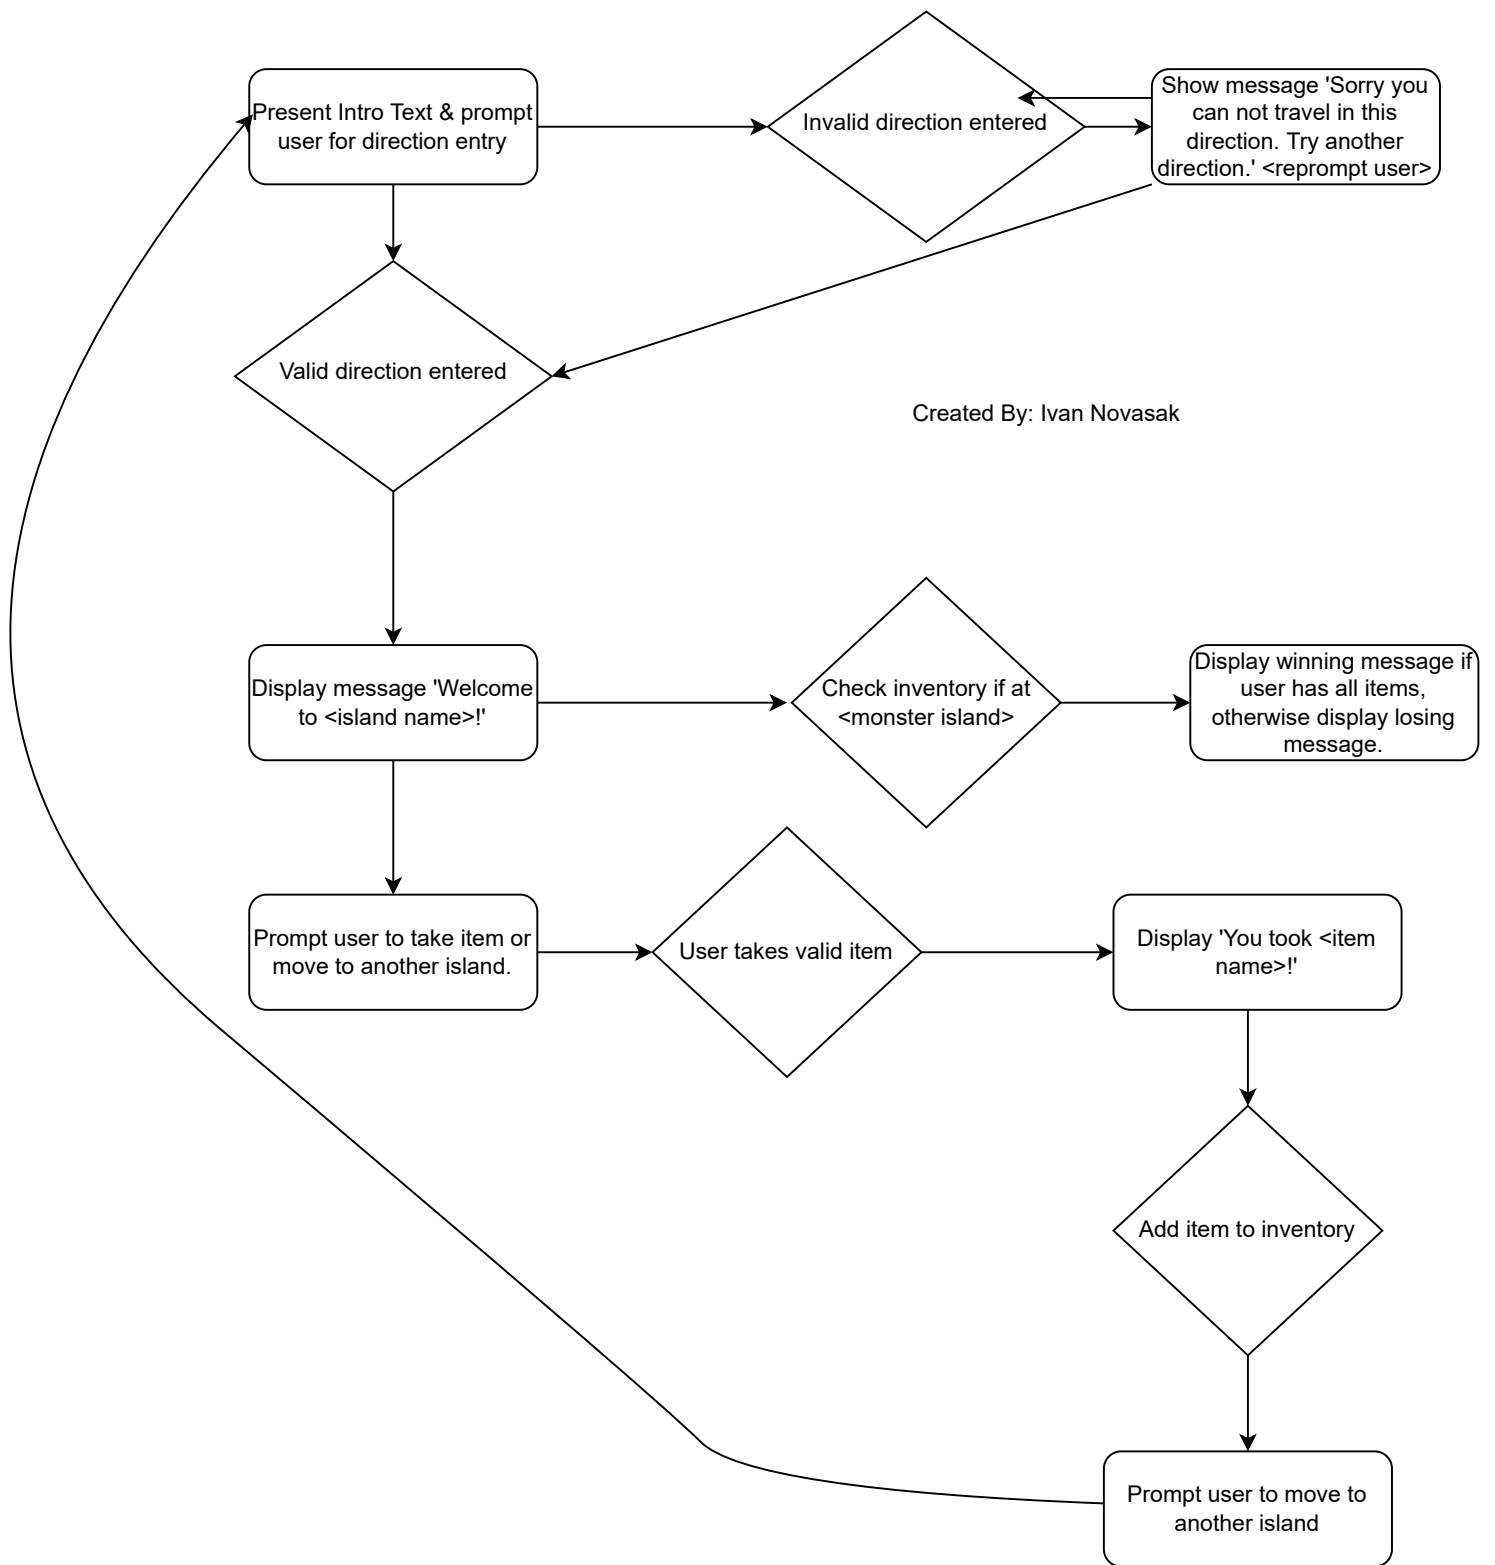 Present Intro Text & prompt
user for direction entry
Invalid direction entered
Show message 'Sorry you
can not travel in this
direction. Try another
direction.' <reprompt user>
Valid direction entered
Created By: Ivan Novasak
Display message 'Welcome
to <island name>!'
Check inventory if at
<monster island>
Display winning message if
user has all items,
otherwise display losing
message.
Prompt user to take item or
move to another island.
User takes valid item
Display 'You took <item
name>!'
Add item to inventory
Prompt user to move to
another island